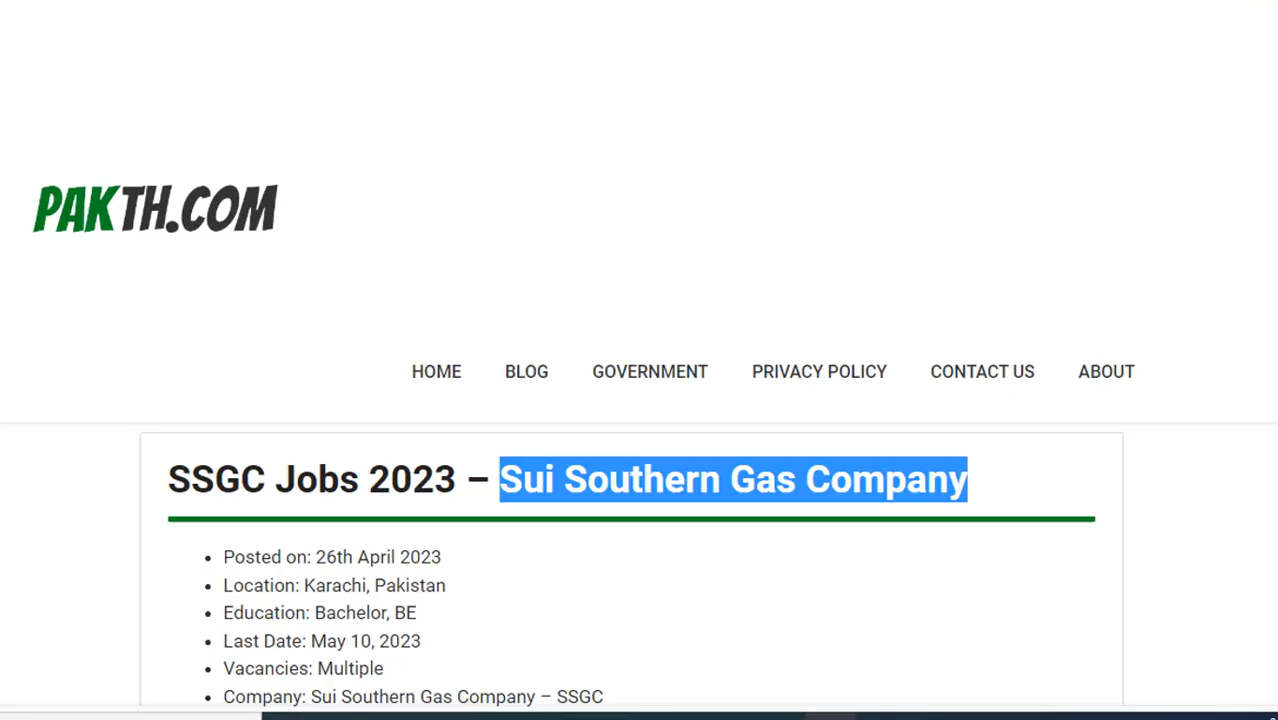 PAKTH.COM
HOME BLOG GOVERNMENT PRIVACY POLICY CONTACT US ABOUT
SSGC Jobs 2023 – Sui Southern Gas Company
• Posted on: 26th April 2023
• Location: Karachi, Pakistan
• Education: Bachelor, BE
• Last Date: May 10, 2023
• Vacancies: Multiple
• Company: Sui Southern Gas Company – SSGC